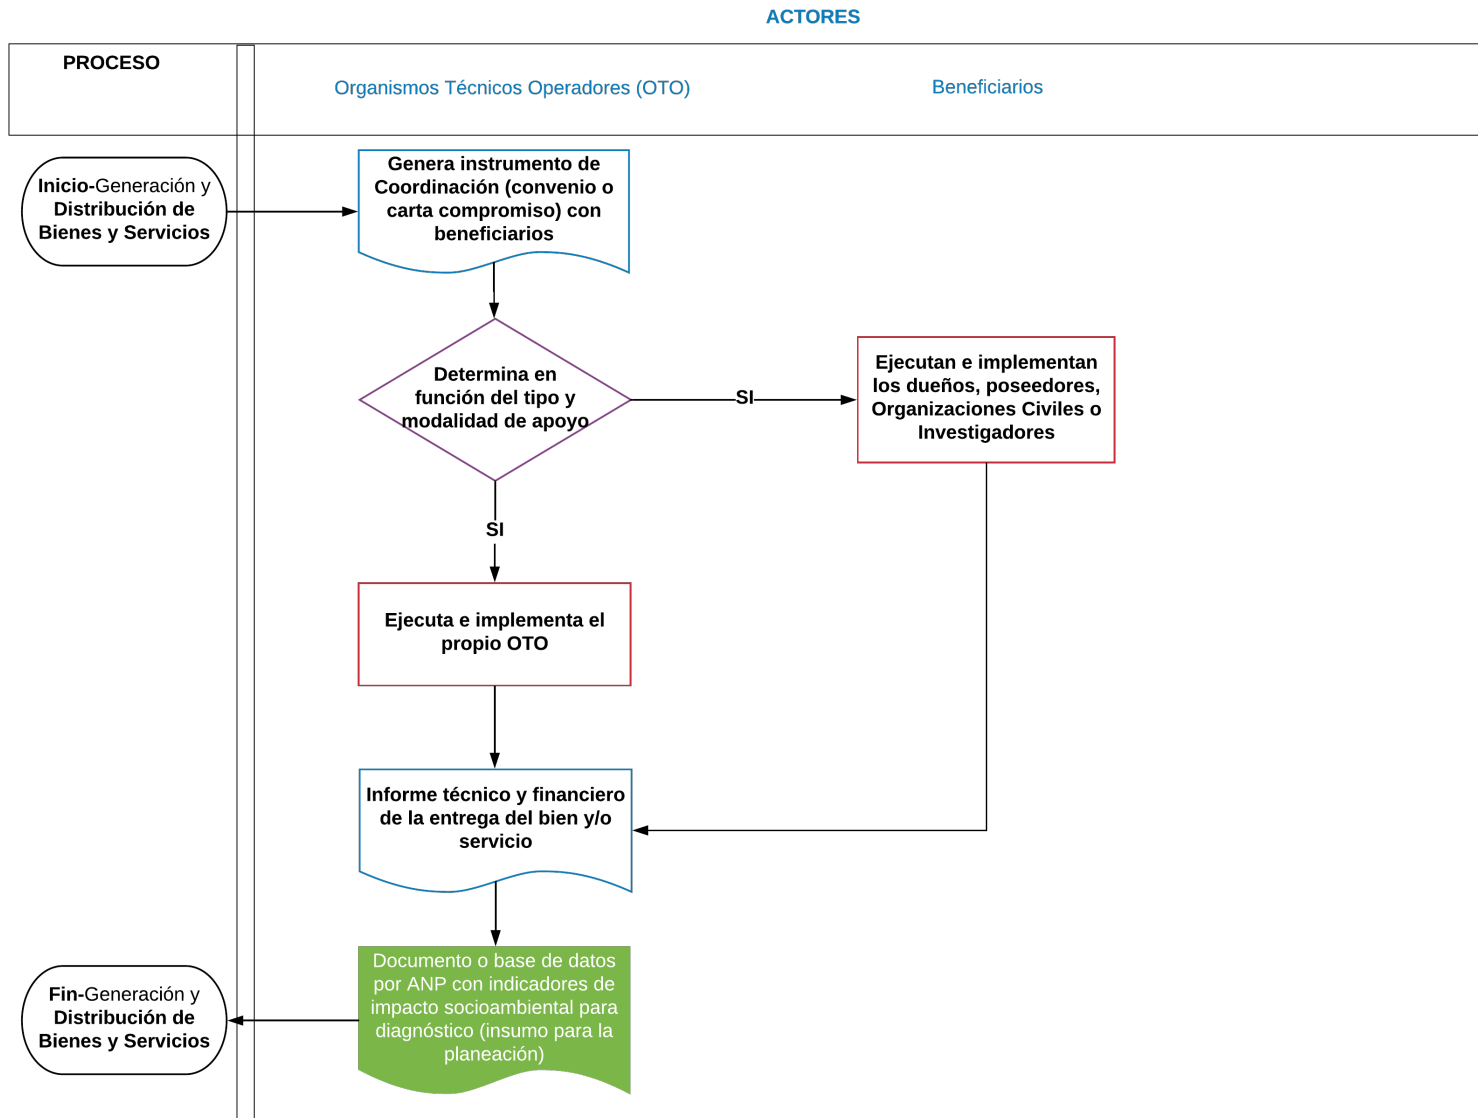 ACTORES
PROCESO
Organismos Técnicos Operadores (OTO)
Beneficiarios
Inicio-Generación y
Distribución de
Bienes y Servicios
Genera instrumento de
Coordinación (convenio o
carta compromiso) con
beneficiarios
Determina en
función del tipo y
modalidad de apoyo
SI
Ejecutan e implementan
los dueños, poseedores,
Organizaciones Civiles o
Investigadores
SI
Ejecuta e implementa el
propio OTO
Informe técnico y financiero
de la entrega del bien y/o
servicio
Documento o base de datos
por ANP con indicadores de
impacto socioambiental para
diagnóstico (insumo para la
planeación)
Fin-Generación y
Distribución de
Bienes y Servicios